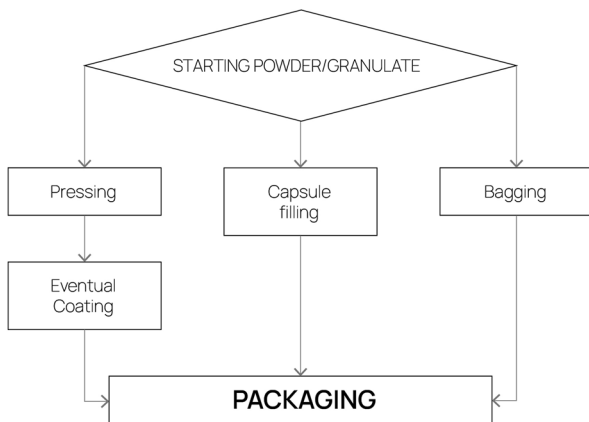 STARTING POWDER/GRANULATE
Pressing
Capsule
filling
Bagging
Eventual
Coating
PACKAGING